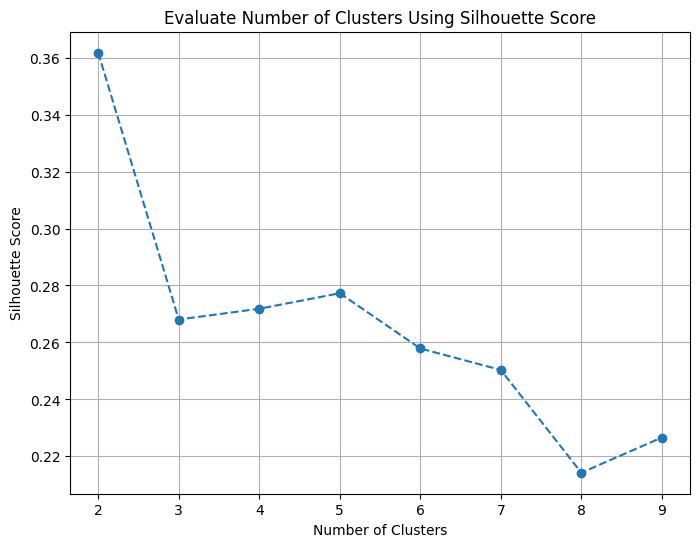 Evaluate Number of Clusters Using Silhouette Score
0.36
0.34
0.32
0.30
0.28
0.26
0.24
0.22
Silhouette Score
2 3 4 5 6 7 8 9
Number of Clusters